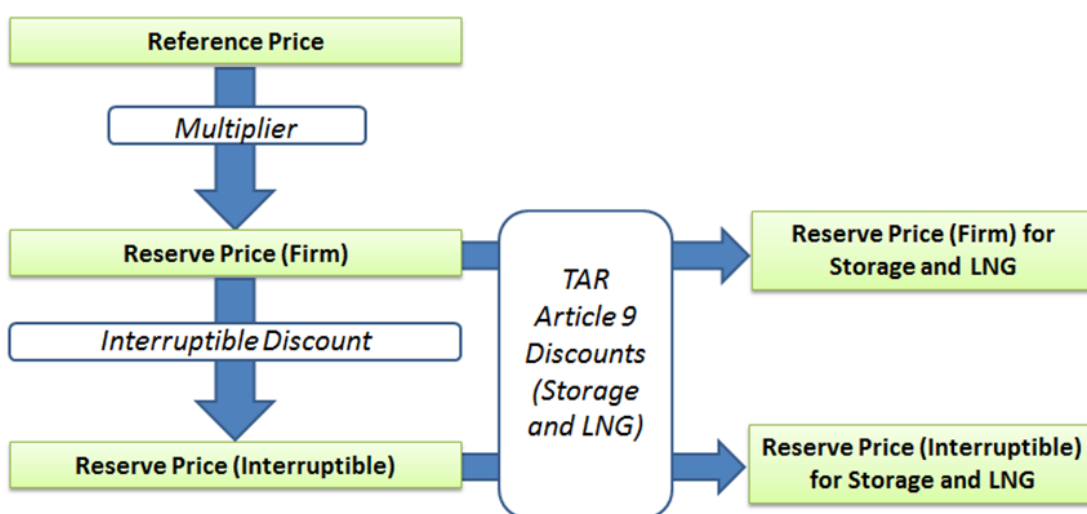 Reference Price
Multiplier
Reserve Price (Firm)
Interruptible Discount
Reserve Price (Interruptible)
TAR
Article 9
Discounts
(Storage
and LNG)
Reserve Price (Firm) for
Storage and LNG
Reserve Price (Interruptible)
for Storage and LNG